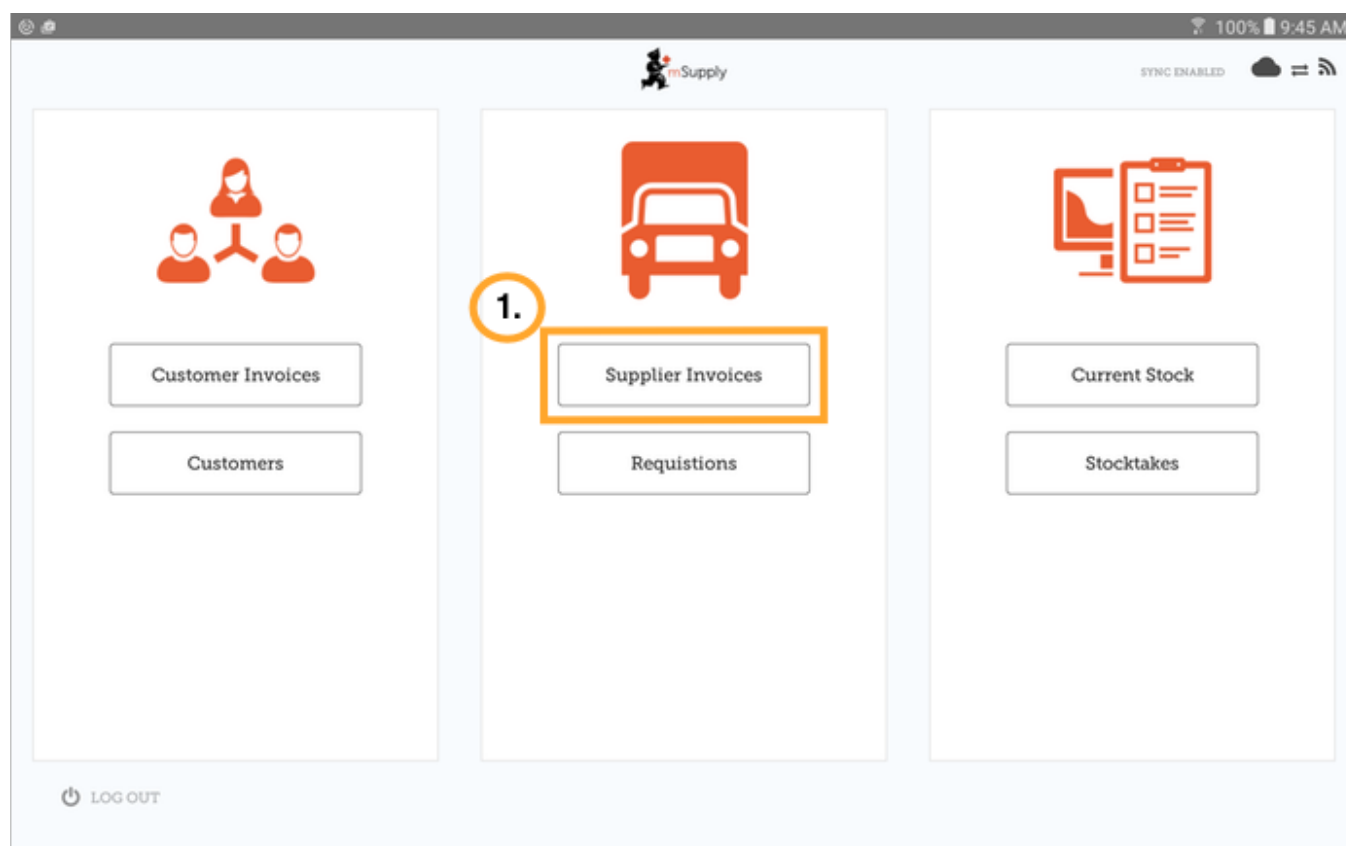 100% 9:45 AM
mSupply
SYNC ENABLED
1.
Customer Invoices
Customers
Supplier Invoices
Requistions
Current Stock
Stocktakes
LOG OUT